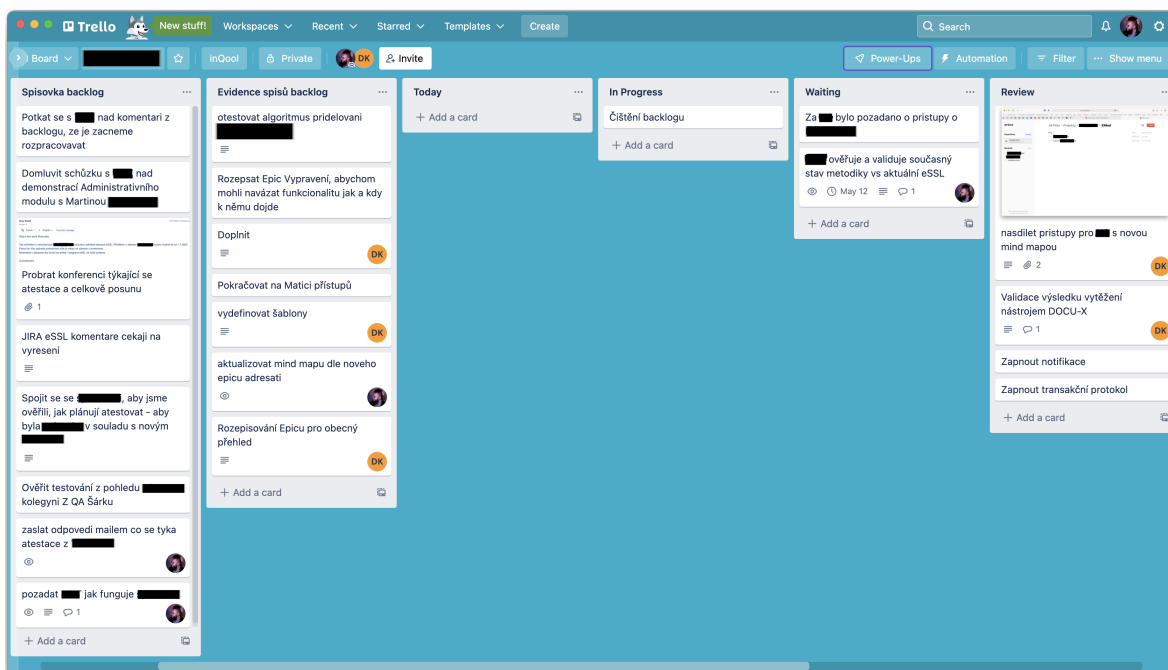 Trello
New stuff!
Workspaces
Recent
Starred
Templates
Create
Search
Board
inQool
Private
DK
Invite
Power-Ups
Automation
Filter
Show menu
Spisovka backlog
Potkat se s nad komentari z
backlogu, ze je zacneme
rozpracovavat
Domluvit schůzku s , nad
demonstrací Administrativního
modulu s Martinou
Probrat konferenci týkající se
atestace a celkově posunu
1
JIRA eSSL komentare cekaji na
vyreseni
Spojit se se , aby jsme
ověřili, jak plánují atestovat - aby
byla v souladu s novým
Ověřit testování z pohledu
kolegyni Z QA Šárku
zaslat odpovedi mailem co se tyka
atestace z
pozadat jak funguje
1
+ Add a card
Evidence spisů backlog
otestovat algoritmus pridelovani
Rozepsat Epic Vypravení, abychom
mohli navázat funkcionalitu jak a kdy
k němu dojde
Doplnit
DK
Pokračovat na Matici přístupů
vydefinovat šablony
DK
aktualizovat mind mapu dle noveho
epicu adresati
Rozepisování Epicu pro obecný
přehled
DK
+ Add a card
Today
+ Add a card
In Progress
Čištění backlogu
+ Add a card
Waiting
Za bylo pozadano o pristupy o
ověřuje a validuje současný
stav metodiky vs aktuální eSSL
May 12
1
+ Add a card
Review
nasdilet pristupy pro s novou
mind mapou
2
DK
Validace výsledku vytěžení
nástrojem DOCU-X
1
DK
Zapnout notifikace
Zapnout transakční protokol
+ Add a card